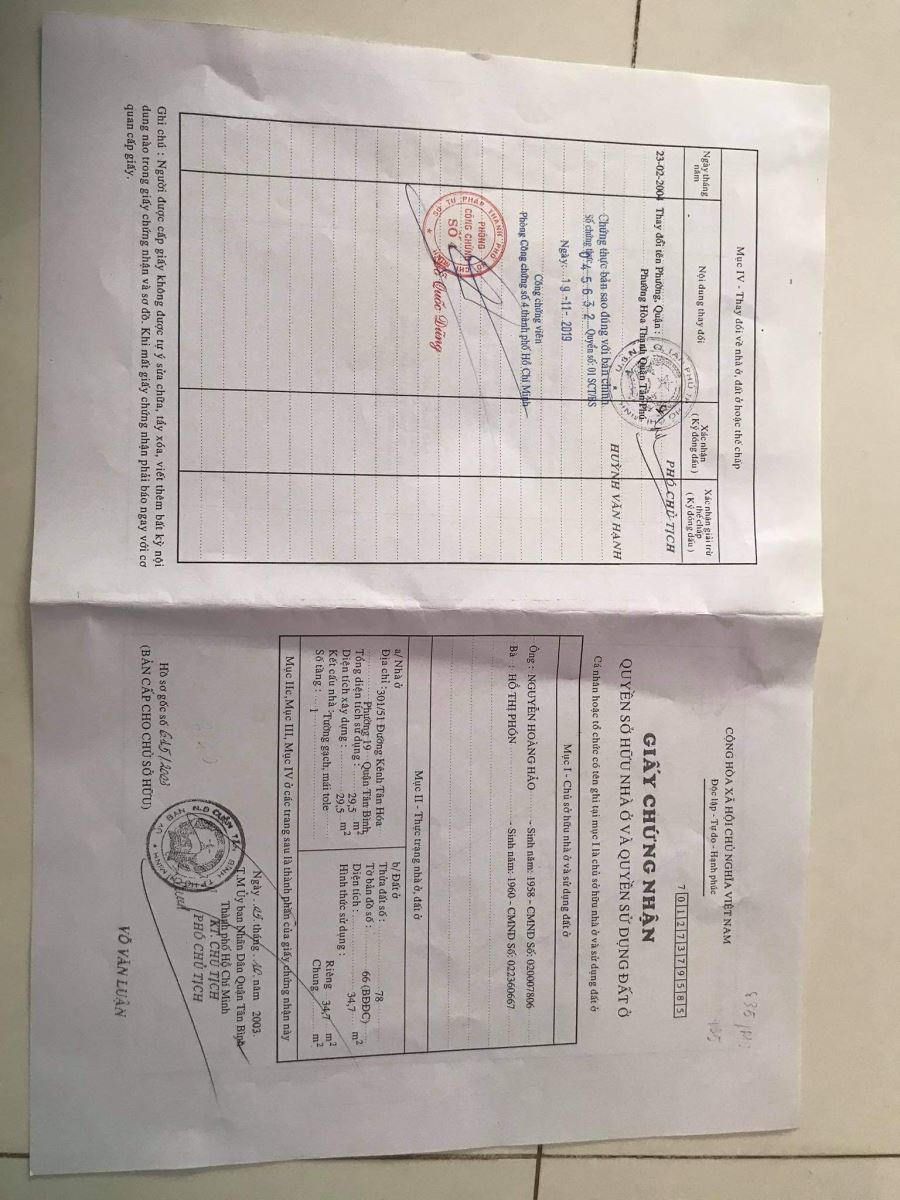 Mục IV - Thay đổi về nhà ở, đất ở hoặc thế chấp
Ngày tháng năm
Nội dung thay đổi
Xác nhận
( Ký đóng dấu )
Xác nhận giải trừ thế chấp
( Ký đóng dấu )
23-02-2004 Thay đổi tên Phường, Quận :
Phường Hòa Thạnh Quận Tân Phú
PHÓ CHỦ TỊCH
HUỲNH VĂN HẠNH
Chứng thực bản sao đúng với bản chính
Số chứng thực 045632 Quyển số: 01 SCT/BS
Ngày: 19 -11- 2019
Công chứng viên
Phòng Công chứng số 4 thành phố Hồ Chí Minh
SỞ TƯ PHÁP THÀNH PHỐ
PHÒNG
CÔNG CHỨNG
SỐ 4
Quốc Dũng
Ghi chú : Người được cấp giấy không được tự ý sửa chữa, tẩy xóa, viết thêm bất kỳ nội
dung nào trong giấy chứng nhận và sơ đồ. Khi mất giấy chứng nhận phải báo ngay với cơ
quan cấp giấy.
CỘNG HÒA XÃ HỘI CHỦ NGHĨA VIỆT NAM
Độc lập - Tự do - Hạnh phúc
7 0 1 2 7 3 7 9 5 8 5
GIẤY CHỨNG NHẬN
QUYỀN SỞ HỮU NHÀ Ở VÀ QUYỀN SỬ DỤNG ĐẤT Ở
Cá nhân hoặc tổ chức có tên ghi tại mục I là chủ sở hữu nhà ở và sử dụng đất ở
Mục I - Chủ sở hữu nhà ở và sử dụng đất ở
Ông : NGUYỄN HOÀNG HẢO - Sinh năm: 1958 - CMND Số: 020007806
Bà : HỒ THỊ PHÓN - Sinh năm: 1960 - CMND Số: 022360667
Mục II - Thực trạng nhà ở, đất ở
a/ Nhà ở
Địa chỉ : 301/51 Đường Kênh Tân Hóa
Phường 19 Quận Tân Bình
Tổng diện tích sử dụng : 29,5 m²
Diện tích xây dựng : 29,5 m²
Kết cấu nhà : Tường gạch, mái tole
Số tầng : 1
b/ Đất ở
Thửa đất số : 78
Tờ bản đồ số : 66 (BĐĐC)
Diện tích : 34,7 m²
Hình thức sử dụng :
Riêng 34,7 m²
Chung m²
Mục IIc, Mục III, Mục IV ở các trang sau là thành phần của giấy chứng nhận này
Ngày 15 tháng 10 năm 2003.
T.M Ủy ban Nhân Dân Quận Tân Bình
Thành phố Hồ Chí Minh
KT. CHỦ TỊCH
PHÓ CHỦ TỊCH
VÕ VĂN LUẬN
Hồ sơ gốc số 615/2003
(BẢN CẤP CHO CHỦ SỞ HỮU)